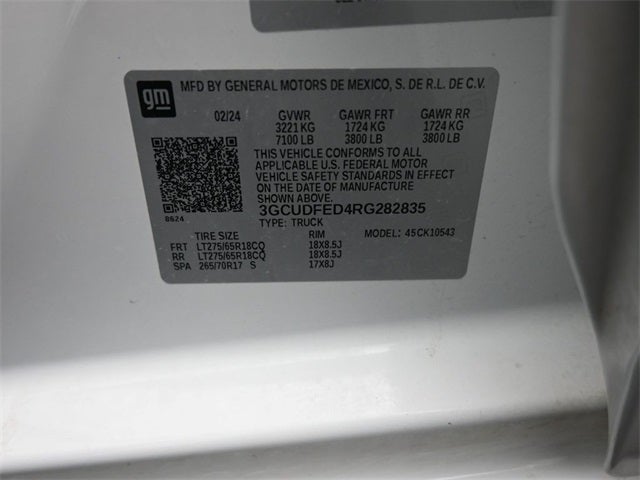 gm
MFD BY GENERAL MOTORS DE MEXICO, S. DE R.L. DE C.V.
02/24 GVWR GAWR FRT GAWR RR
3221 KG 1724 KG 1724 KG
7100 LB 3800 LB 3800 LB
THIS VEHICLE CONFORMS TO ALL
APPLICABLE U.S. FEDERAL MOTOR
VEHICLE SAFETY STANDARDS IN EFFECT
ON THE DATE OF MANUFACTURE
SHOWN ABOVE.
8624 3GCUDFED4RG282835
TYPE: TRUCK MODEL: 45CK10543
TIRE SIZE RIM
FRT LT275/65R18CQ 18X8.5J
RR LT275/65R18CQ 18X8.5J
SPA 265/70R17 S 17X8J